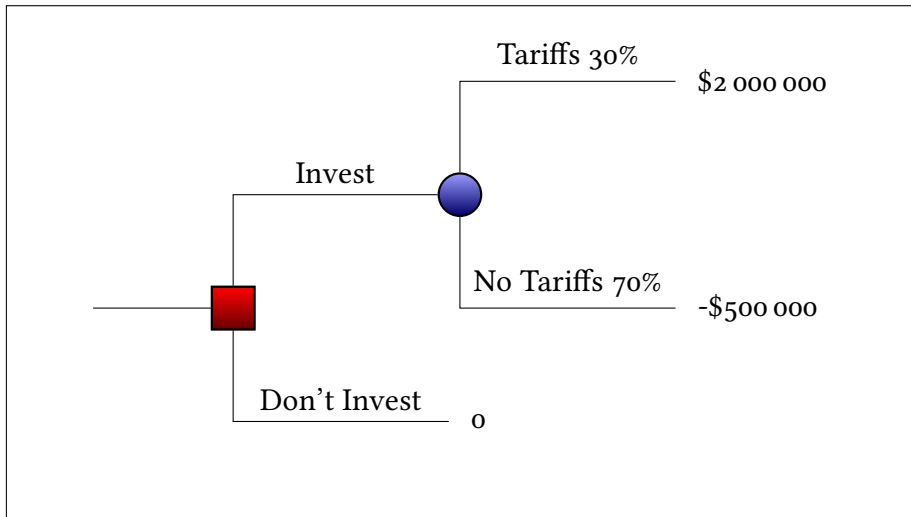 Tariffs 30%
$2 000 000
Invest
No Tariffs 70%
-$500 000
Don't Invest
0